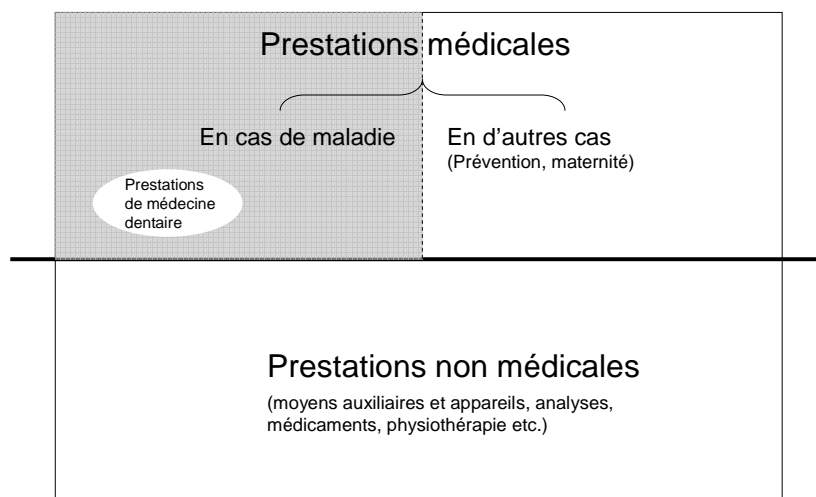 Prestations médicales
En cas de maladie
En d'autres cas
(Prévention, maternité)
Prestations
de médecine
dentaire
Prestations non médicales
(moyens auxiliaires et appareils, analyses,
médicaments, physiothérapie etc.)